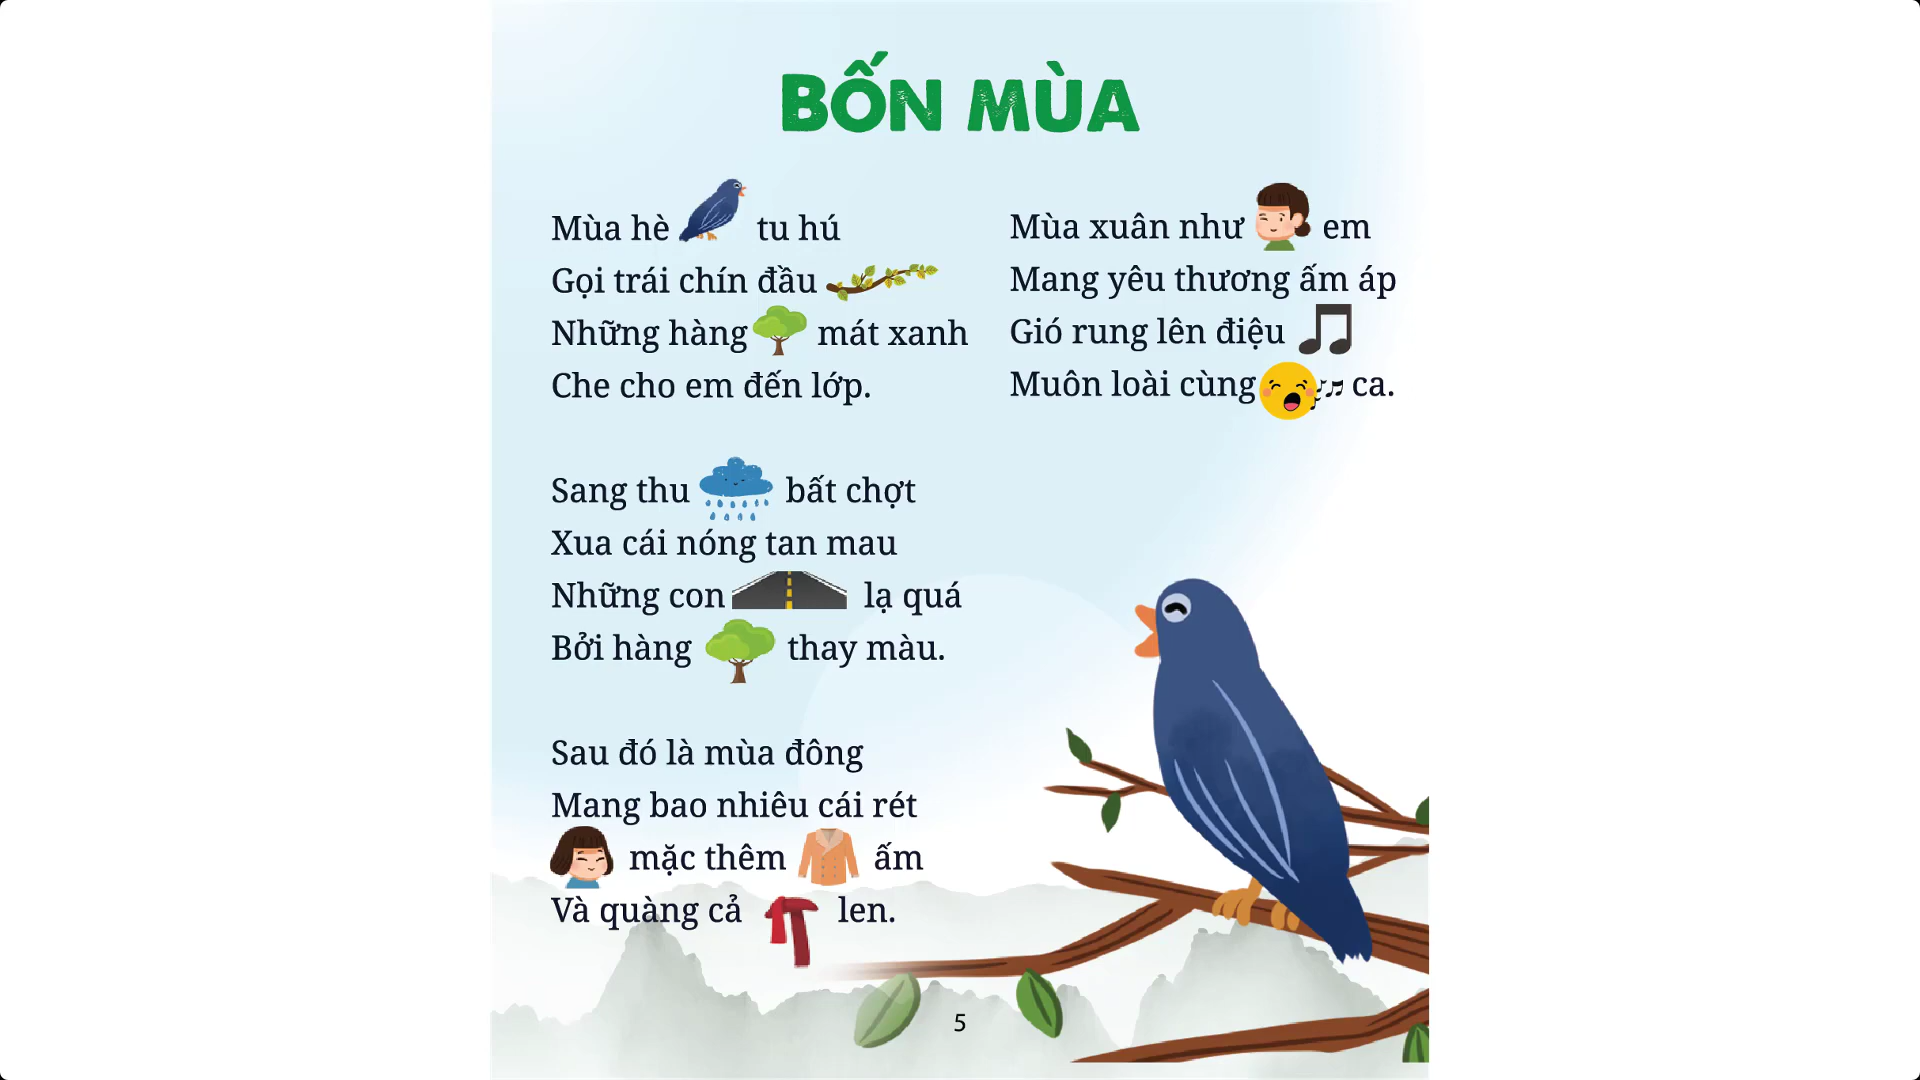 BỐN MÙA
Mùa hè tu hú
Gọi trái chín đầu
Những hàng mát xanh
Che cho em đến lớp.
Sang thu bất chợt
Xua cái nóng tan mau
Những con lạ quá
Bởi hàng thay màu.
Sau đó là mùa đông
Mang bao nhiêu cái rét
mặc thêm ấm
Và quàng cả len.
Mùa xuân như em
Mang yêu thương ấm áp
Gió rung lên điệu
Muôn loài cùng ca.
5